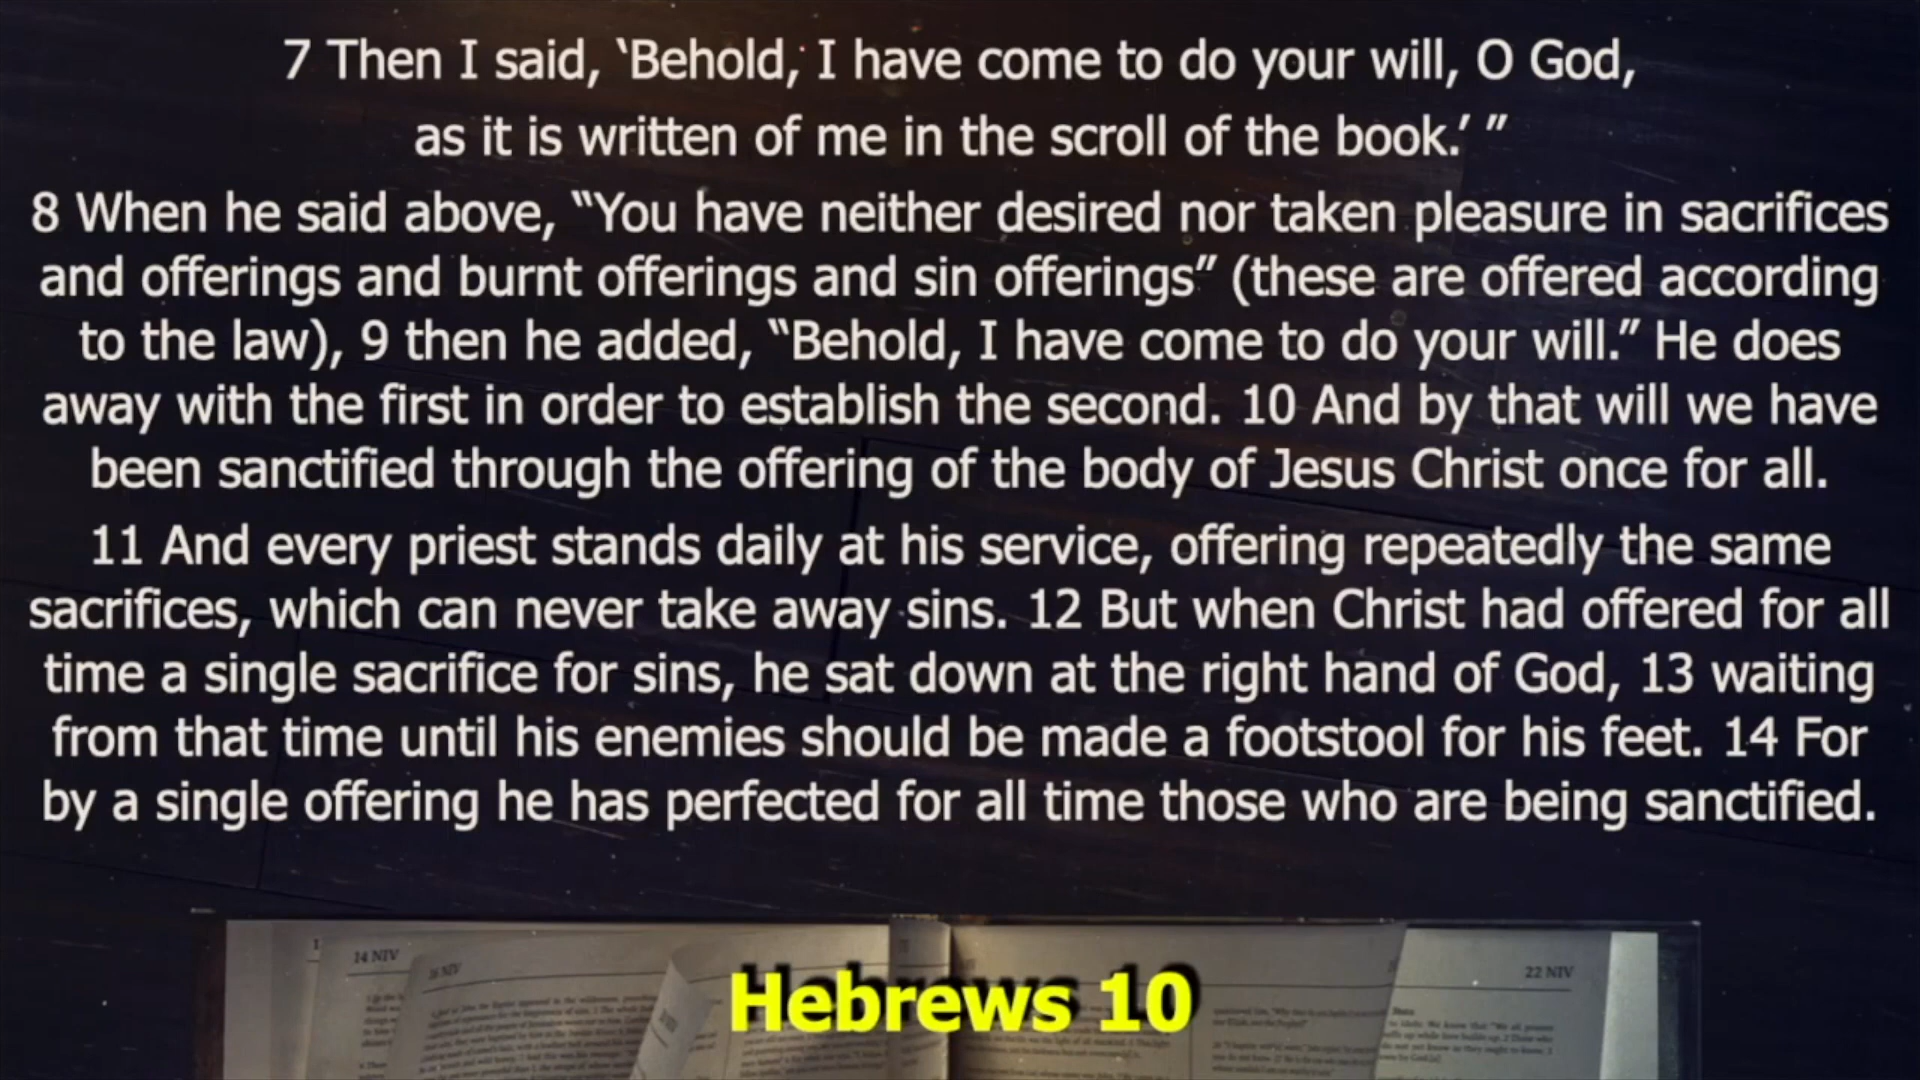 7 Then I said, ‘Behold, I have come to do your will, O God,
as it is written of me in the scroll of the book.’ ”
8 When he said above, “You have neither desired nor taken pleasure in sacrifices
and offerings and burnt offerings and sin offerings” (these are offered according
to the law), 9 then he added, “Behold, I have come to do your will.” He does
away with the first in order to establish the second. 10 And by that will we have
been sanctified through the offering of the body of Jesus Christ once for all.
11 And every priest stands daily at his service, offering repeatedly the same
sacrifices, which can never take away sins. 12 But when Christ had offered for all
time a single sacrifice for sins, he sat down at the right hand of God, 13 waiting
from that time until his enemies should be made a footstool for his feet. 14 For
by a single offering he has perfected for all time those who are being sanctified.
14 NIV
22 NIV
Hebrews 10